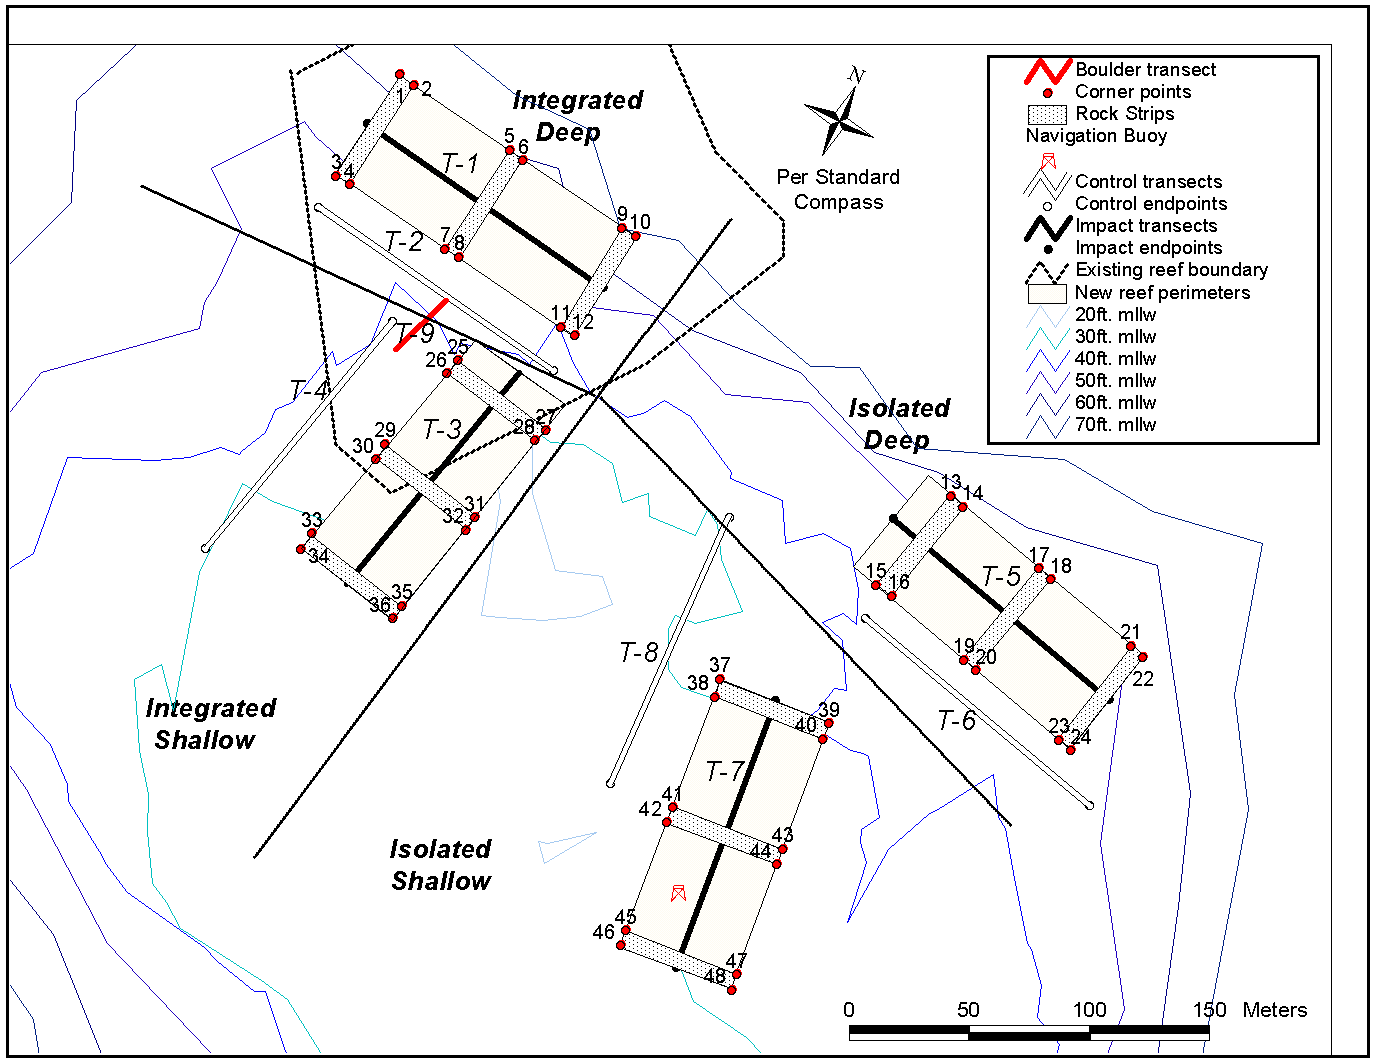 N
Per Standard
Compass
Boulder transect
Corner points
Rock Strips
Navigation Buoy
Control transects
Control endpoints
Impact transects
Impact endpoints
Existing reef boundary
New reef perimeters
20ft. mllw
30ft. mllw
40ft. mllw
50ft. mllw
60ft. mllw
70ft. mllw
Integrated
Deep
1
2
3
4
5
6
7
8
9
10
11
12
T-1
T-2
T-9
T-4
T-3
25
26
27
28
29
30
31
32
33
34
35
36
Integrated
Shallow
Isolated
Deep
13
14
15
16
17
18
19
20
21
22
23
24
T-5
T-6
T-8
T-7
37
38
39
40
41
42
43
44
45
46
47
48
Isolated
Shallow
0 50 100 150 Meters